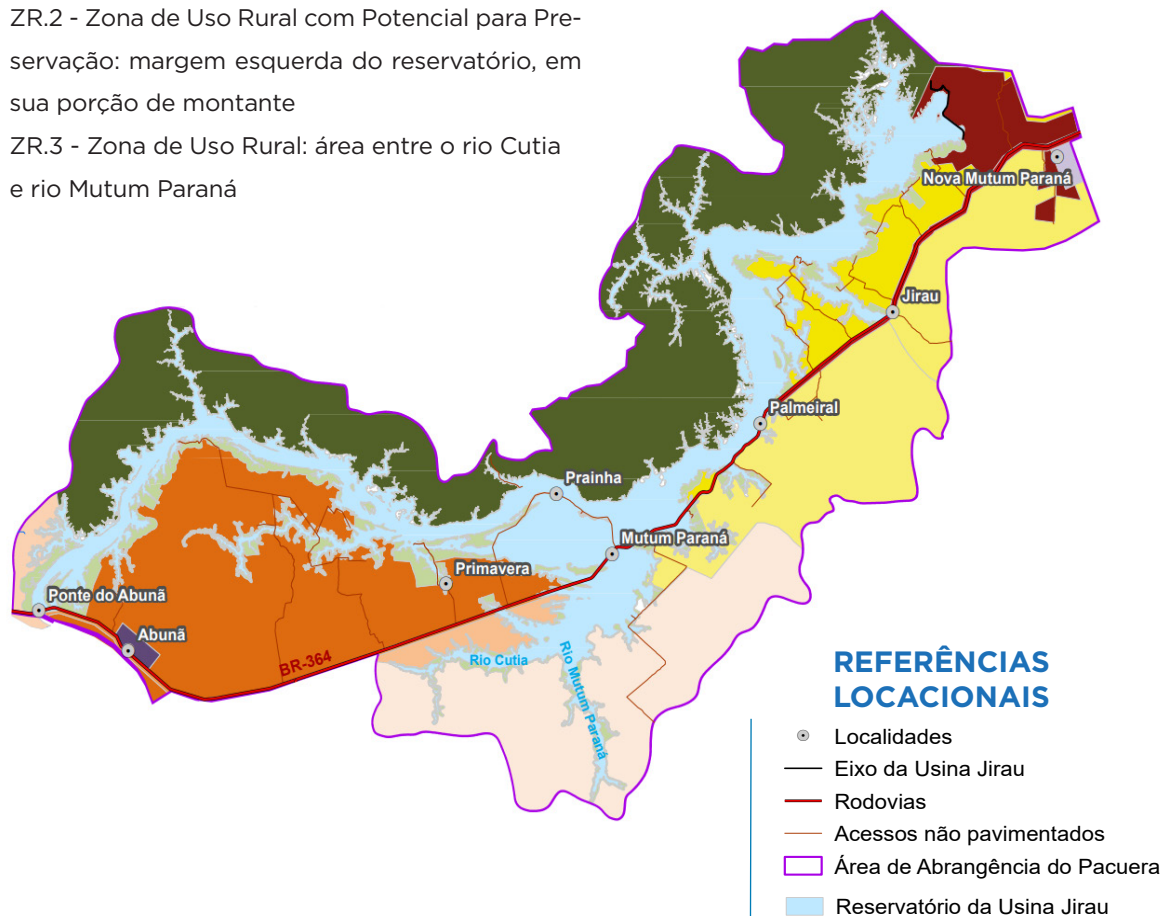 ZR.2 - Zona de Uso Rural com Potencial para Pre-
servação: margem esquerda do reservatório, em
sua porção de montante
ZR.3 - Zona de Uso Rural: área entre o rio Cutia
e rio Mutum Paraná
Nova Mutum Paraná
Jirau
Palmeiral
Prainha
Mutum Paraná
Primavera
Ponte do Abunã
Abunã
BR-364
Rio Cutia
Rio Mutum Paraná
REFERÊNCIAS
LOCACIONAIS
Localidades
Eixo da Usina Jirau
Rodovias
Acessos não pavimentados
Área de Abrangência do Pacuera
Reservatório da Usina Jirau